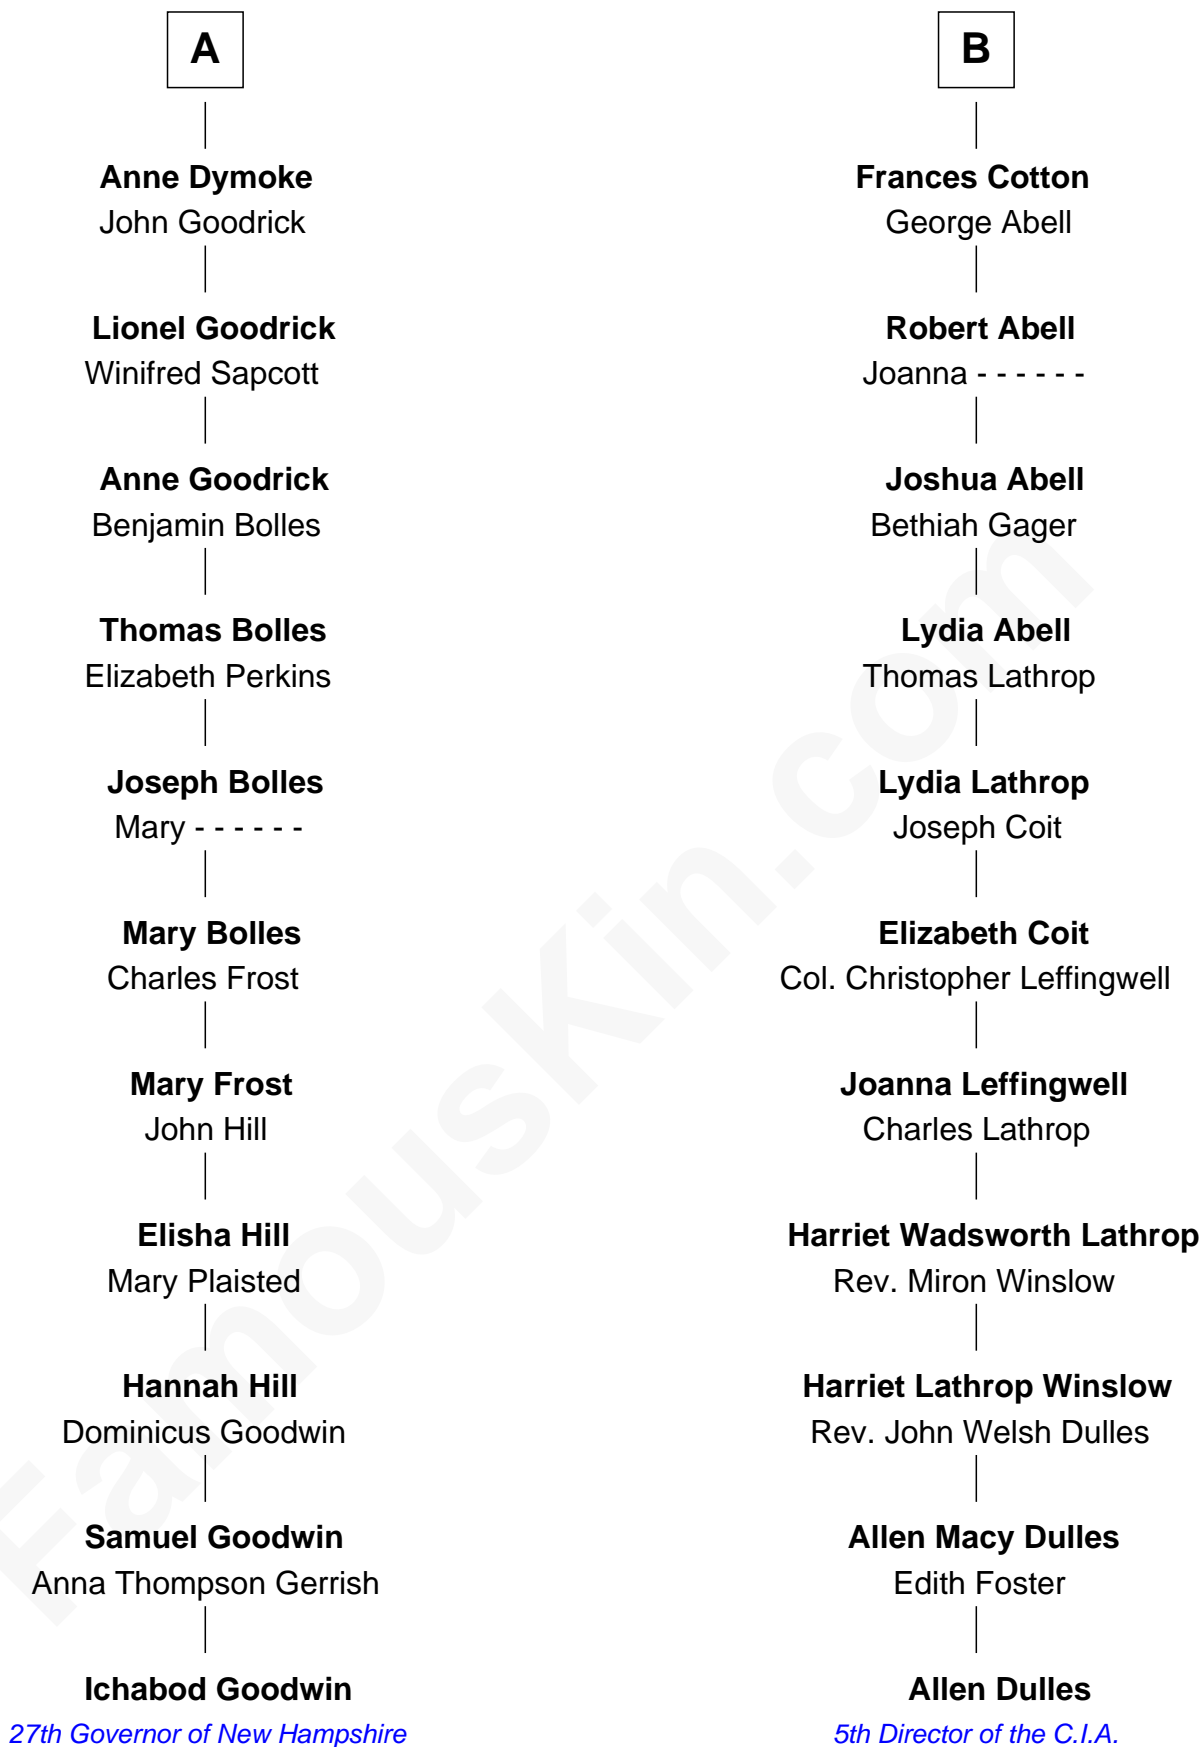 A
Anne Dymoke
John Goodrick
Lionel Goodrick
Winifred Sapcott
Anne Goodrick
Benjamin Bolles
Thomas Bolles
Elizabeth Perkins
Joseph Bolles
Mary - - - - - -
Mary Bolles
Charles Frost
Mary Frost
John Hill
Elisha Hill
Mary Plaisted
Hannah Hill
Dominicus Goodwin
Samuel Goodwin
Anna Thompson Gerrish
Ichabod Goodwin
27th Governor of New Hampshire
B
Frances Cotton
George Abell
Robert Abell
Joanna - - - - - -
Joshua Abell
Bethiah Gager
Lydia Abell
Thomas Lathrop
Lydia Lathrop
Joseph Coit
Elizabeth Coit
Col. Christopher Leffingwell
Joanna Leffingwell
Charles Lathrop
Harriet Wadsworth Lathrop
Rev. Miron Winslow
Harriet Lathrop Winslow
Rev. John Welsh Dulles
Allen Macy Dulles
Edith Foster
Allen Dulles
5th Director of the C.I.A.
FamousKin.com